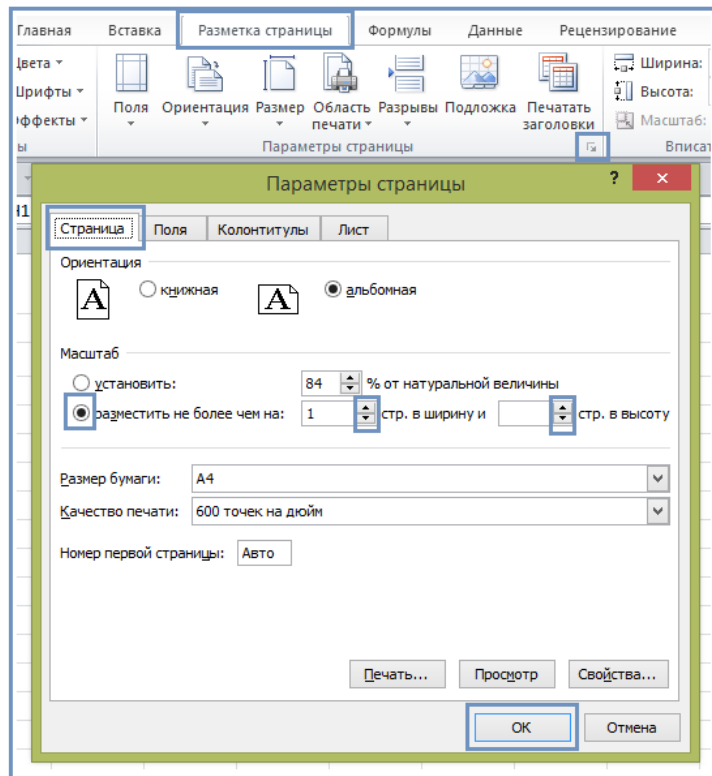 Главная Вставка Разметка страницы Формулы Данные Рецензирование
Цвета Ширина:
Шрифты Высота:
Эффекты Поля Ориентация Размер Область Разрывы Подложка Печатать Масштаб:
печати заголовки
ы Параметры страницы Вписат
Параметры страницы ? ×
H1
Страница Поля Колонтитулы Лист
Ориентация
A книжная A альбомная
Масштаб
установить: 84 % от натуральной величины
разместить не более чем на: 1 стр. в ширину и стр. в высоту
Размер бумаги: A4
Качество печати: 600 точек на дюйм
Номер первой страницы: Авто
Печать... Просмотр Свойства...
ОК Отмена